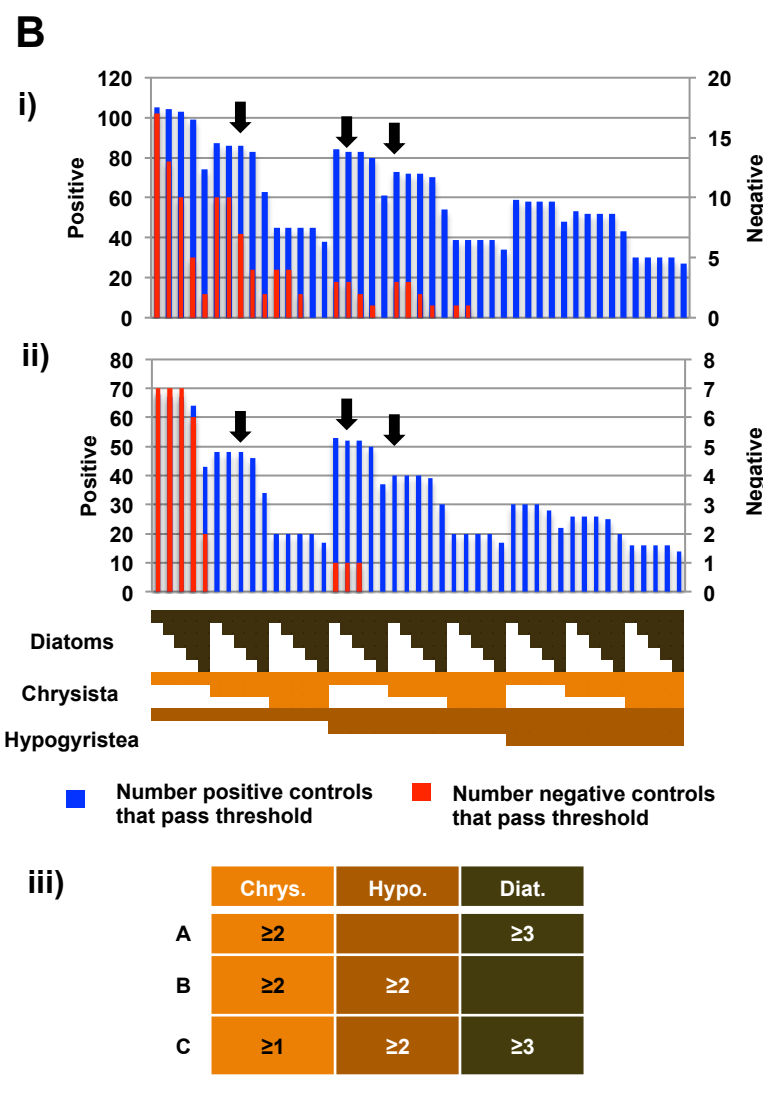 B
i)
120 20
100
15
80
60 10
40
5
20
0 0
Positive
Negative
ii)
80 8
70 7
60 6
50 5
40 4
30 3
20 2
10 1
0 0
Positive
Negative
Diatoms
Chrysista
Hypogyristea
Number positive controls
that pass threshold
Number negative controls
that pass threshold
iii)
Chrys. Hypo. Diat.
A ≥2 ≥3
B ≥2 ≥2
C ≥1 ≥2 ≥3